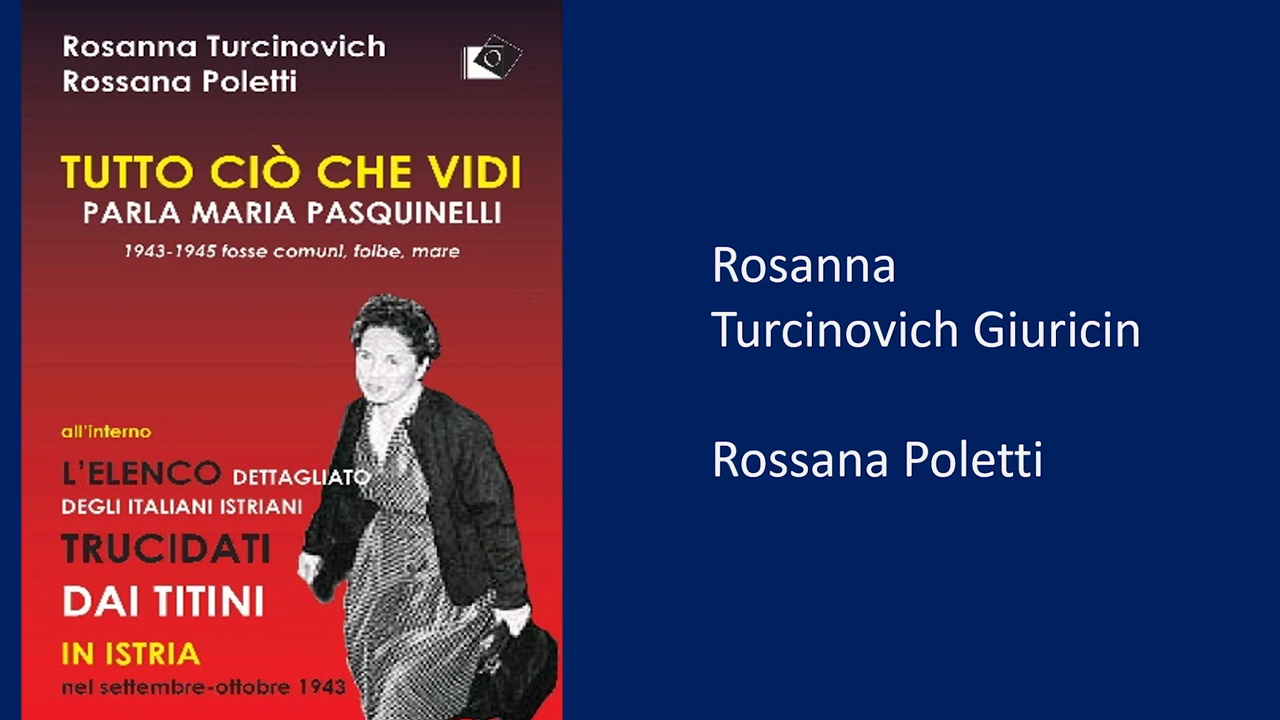 Rosanna Turcinovich
Rossana Poletti
TUTTO CIÒ CHE VIDI
PARLA MARIA PASQUINELLI
1943-1945 fosse comuni, foibe, mare
all'interno
L'ELENCO DETTAGLIATO
DEGLI ITALIANI ISTRIANI
TRUCIDATI
DAI TITINI
IN ISTRIA
nel settembre-ottobre 1943
Rosanna
Turcinovich Giuricin
Rossana Poletti